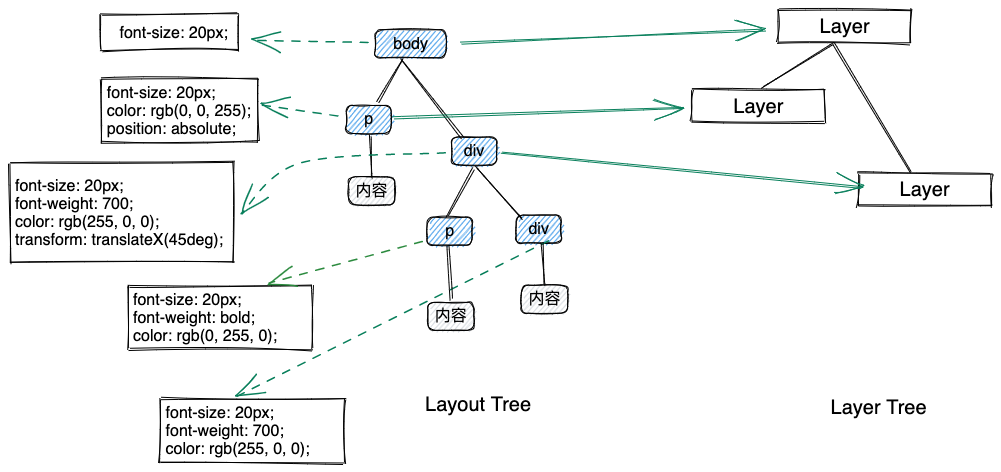 font-size: 20px;
body
Layer
font-size: 20px;
color: rgb(0, 0, 255);
position: absolute;
p
Layer
div
Layer
内容
font-size: 20px;
font-weight: 700;
color: rgb(255, 0, 0);
transform: translateX(45deg);
p
div
内容
内容
font-size: 20px;
font-weight: bold;
color: rgb(0, 255, 0);
font-size: 20px;
font-weight: 700;
color: rgb(255, 0, 0);
Layout Tree
Layer Tree